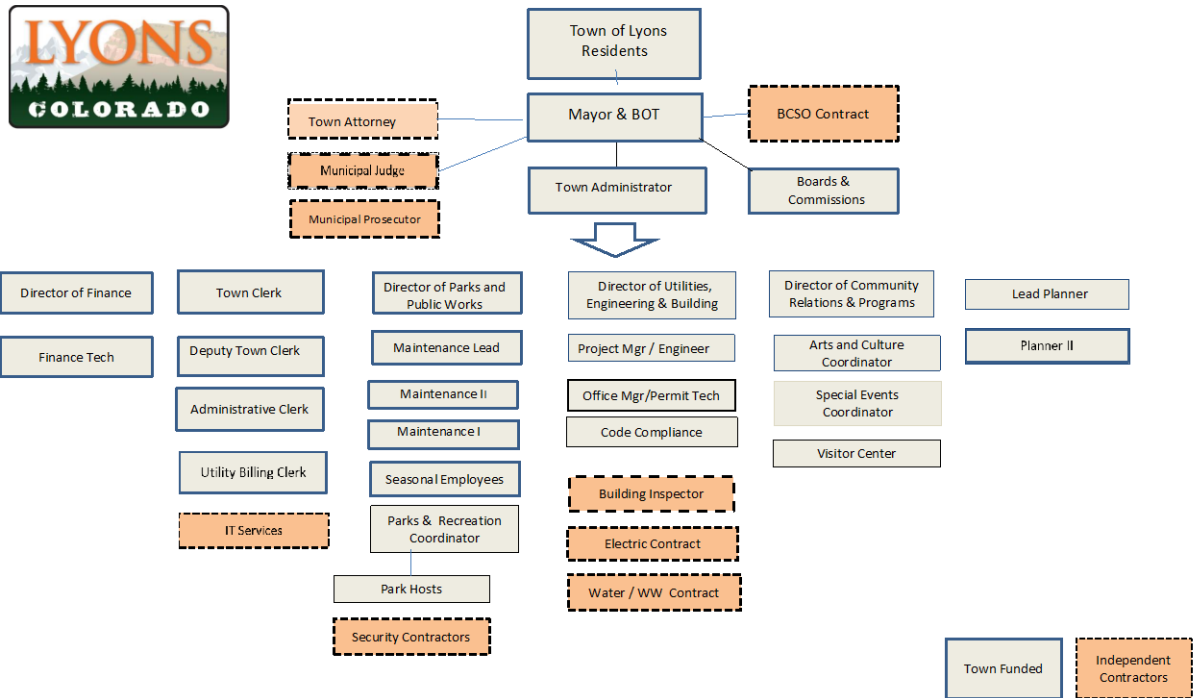 LYONS
COLORADO
Town of Lyons
Residents
Town Attorney
Mayor & BOT
BCSO Contract
Municipal Judge
Town Administrator
Boards &
Commissions
Municipal Prosecutor
Director of Finance
Town Clerk
Director of Parks and
Public Works
Director of Utilities,
Engineering & Building
Director of Community
Relations & Programs
Lead Planner
Finance Tech
Deputy Town Clerk
Maintenance Lead
Project Mgr / Engineer
Arts and Culture
Coordinator
Planner II
Administrative Clerk
Maintenance II
Office Mgr/Permit Tech
Special Events
Coordinator
Maintenance I
Code Compliance
Visitor Center
Utility Billing Clerk
Seasonal Employees
Building Inspector
IT Services
Parks & Recreation
Coordinator
Electric Contract
Park Hosts
Water / WW Contract
Security Contractors
Town Funded
Independent
Contractors